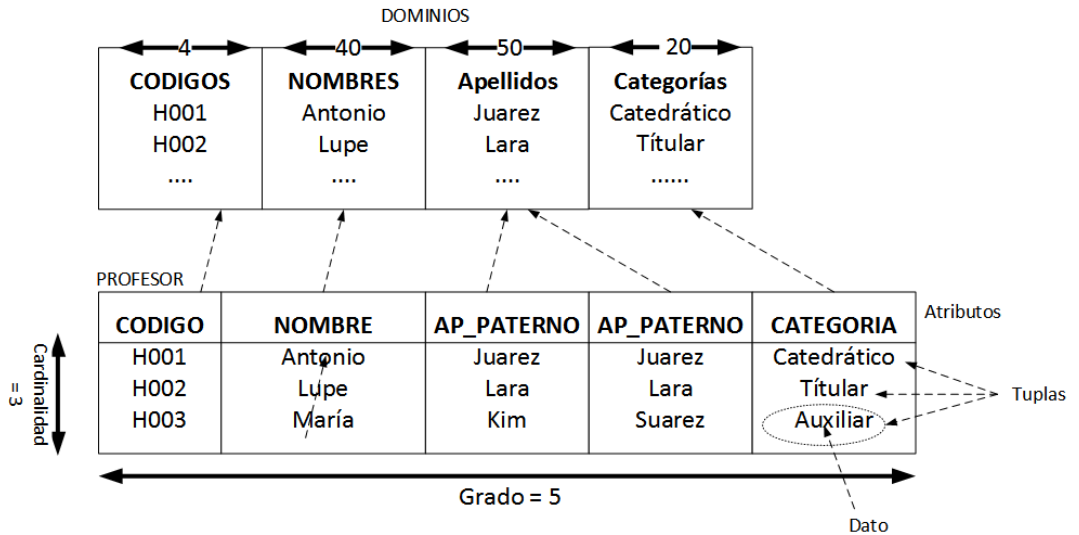 DOMINIOS
4 40 50 20
CODIGOS NOMBRES Apellidos Categorías
H001 Antonio Juarez Catedrático
H002 Lupe Lara Títular
.... .... .... ......
PROFESOR
Atributos
CODIGO NOMBRE AP_PATERNO AP_PATERNO CATEGORIA
H001 Antonio Juarez Juarez Catedrático
H002 Lupe Lara Lara Títular
H003 María Kim Suarez Auxiliar
Cardinalidad
= 3
Tuplas
Grado = 5
Dato